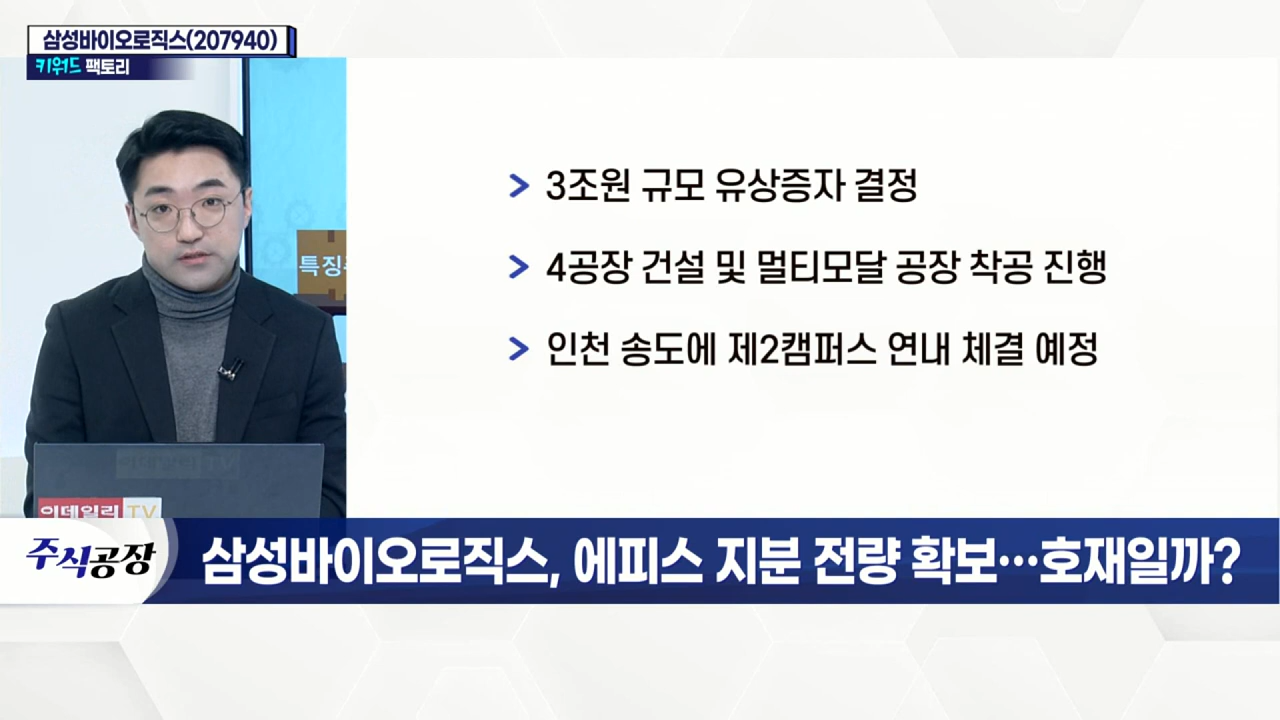 삼성바이오로직스(207940)
키워드 팩토리
> 3조원 규모 유상증자 결정
> 4공장 건설 및 멀티모달 공장 착공 진행
> 인천 송도에 제2캠퍼스 연내 체결 예정
특징
이데일리 TV
주식공장
삼성바이오로직스, 에피스 지분 전량 확보…호재일까?